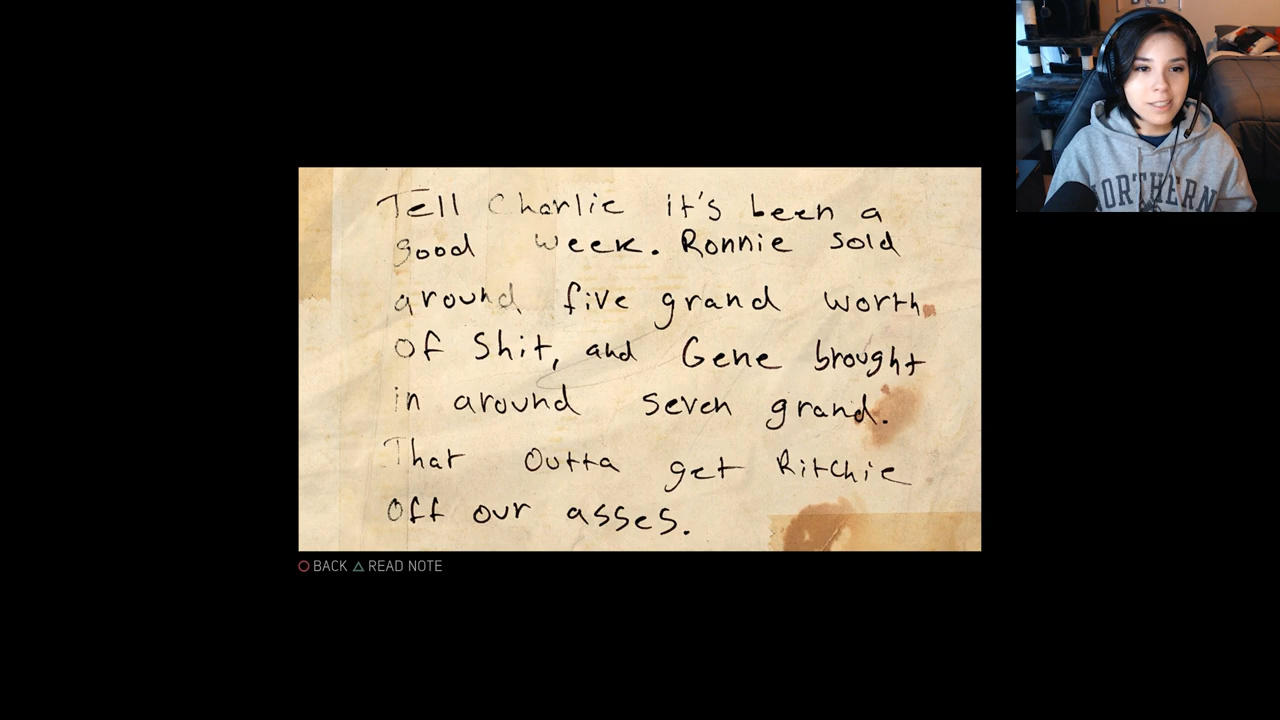 Tell Charlie it's been a
good week. Ronnie sold
around five grand worth
of Shit, and Gene brought
in around seven grand.
That Outta get Ritchie
Off our asses.
BACK READ NOTE
NORTHERN